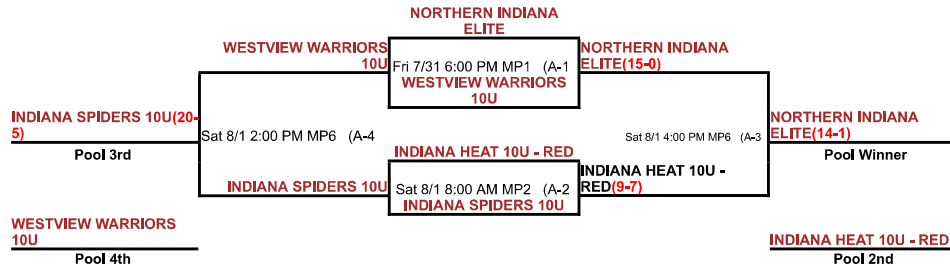 NORTHERN INDIANA
ELITE
WESTVIEW WARRIORS
10U
Fri 7/31 6:00 PM MP1 (A-1
NORTHERN INDIANA
ELITE(15-0)
WESTVIEW WARRIORS
10U
INDIANA SPIDERS 10U(20-
5)
Sat 8/1 2:00 PM MP6 (A-4
Sat 8/1 4:00 PM MP6 (A-3
NORTHERN INDIANA
ELITE(14-1)
Pool 3rd
INDIANA HEAT 10U - RED
Pool Winner
INDIANA SPIDERS 10U
Sat 8/1 8:00 AM MP2 (A-2
INDIANA HEAT 10U -
RED(9-7)
INDIANA SPIDERS 10U
WESTVIEW WARRIORS
10U
INDIANA HEAT 10U - RED
Pool 4th
Pool 2nd